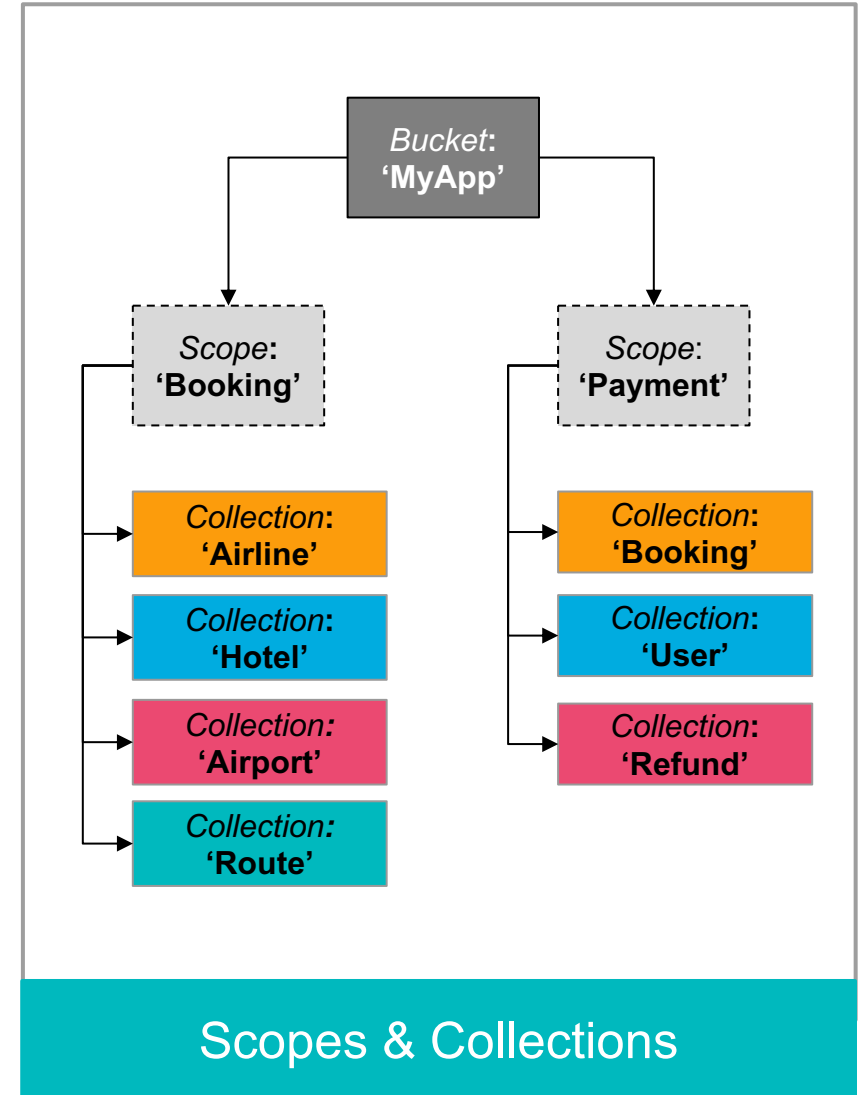 Bucket:
‘MyApp’
Scope:
‘Booking’
Collection:
‘Airline’
Collection:
‘Hotel’
Collection:
‘Airport’
Collection:
‘Route’
Scope:
‘Payment’
Collection:
‘Booking’
Collection:
‘User’
Collection:
‘Refund’
Scopes & Collections